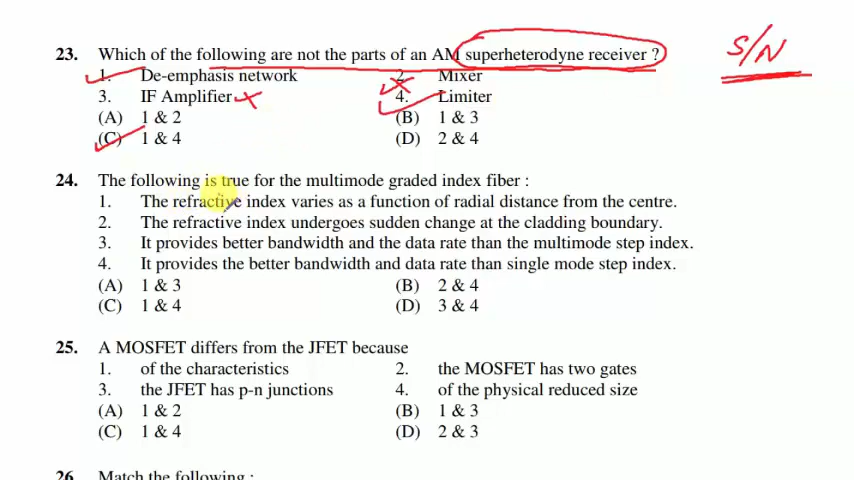 23. Which of the following are not the parts of an AM superheterodyne receiver ?
S/N
1. De-emphasis network 2. Mixer
3. IF Amplifier 4. Limiter
(A) 1 & 2 (B) 1 & 3
(C) 1 & 4 (D) 2 & 4
24. The following is true for the multimode graded index fiber :
1. The refractive index varies as a function of radial distance from the centre.
2. The refractive index undergoes sudden change at the cladding boundary.
3. It provides better bandwidth and the data rate than the multimode step index.
4. It provides the better bandwidth and data rate than single mode step index.
(A) 1 & 3 (B) 2 & 4
(C) 1 & 4 (D) 3 & 4
25. A MOSFET differs from the JFET because
1. of the characteristics 2. the MOSFET has two gates
3. the JFET has p-n junctions 4. of the physical reduced size
(A) 1 & 2 (B) 1 & 3
(C) 1 & 4 (D) 2 & 3
26 Match the following :